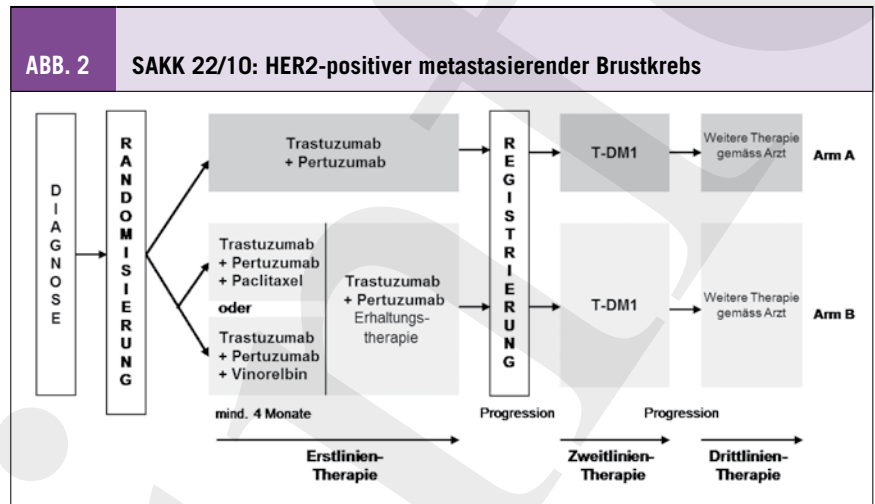 ABB. 2
SAKK 22/10: HER2-positiver metastasierender Brustkrebs
DIAGNOSE
RANDOMISIERUNG
Trastuzumab
+ Pertuzumab
Trastuzumab
+ Pertuzumab
+ Paclitaxel
oder
Trastuzumab
+ Pertuzumab
+ Vinorelbin
Trastuzumab
+ Pertuzumab
Erhaltungs-
therapie
REGISTRIERUNG
T-DM1
Weitere Therapie
gemäss Arzt
Arm A
T-DM1
Weitere Therapie
gemäss Arzt
Arm B
mind. 4 Monate
Progression
Progression
Erstlinien-
Therapie
Zweitlinien-
Therapie
Drittlinien-
Therapie